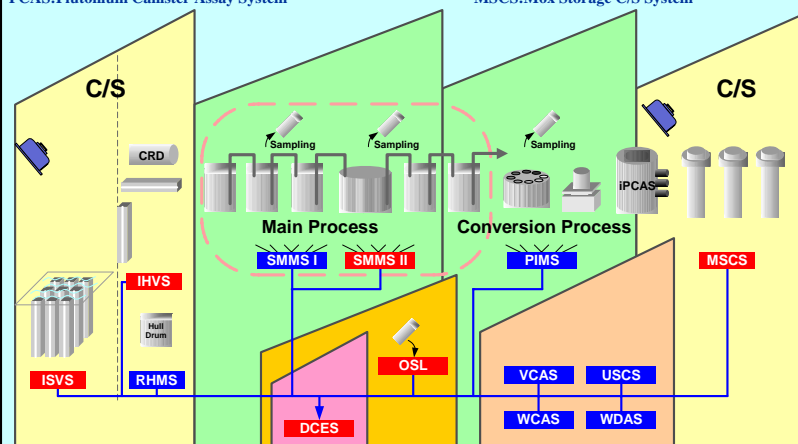 PCAS:Plutonium Canister Assay System
MSCS:Mox Storage C/S System
C/S
C/S
CRD
Sampling
Sampling
Sampling
iPCAS
Main Process
Conversion Process
SMMS I
SMMS II
PIMS
MSCS
IHVS
Hull
Drum
OSL
ISVS
RHMS
VCAS
USCS
WCAS
WDAS
DCES